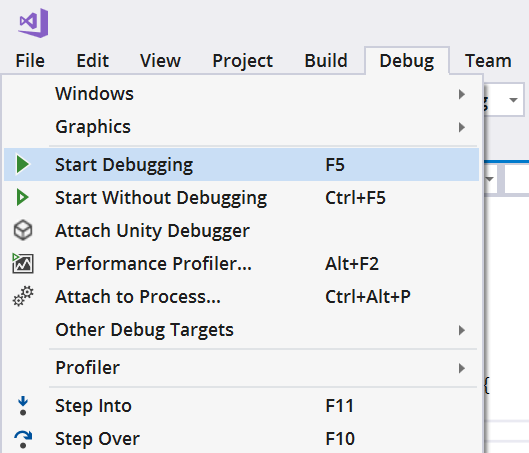 File Edit View Project Build Debug Team
Windows
Graphics
Start Debugging F5
Start Without Debugging Ctrl+F5
Attach Unity Debugger
Performance Profiler... Alt+F2
Attach to Process... Ctrl+Alt+P
Other Debug Targets
Profiler
{
Step Into F11
Step Over F10